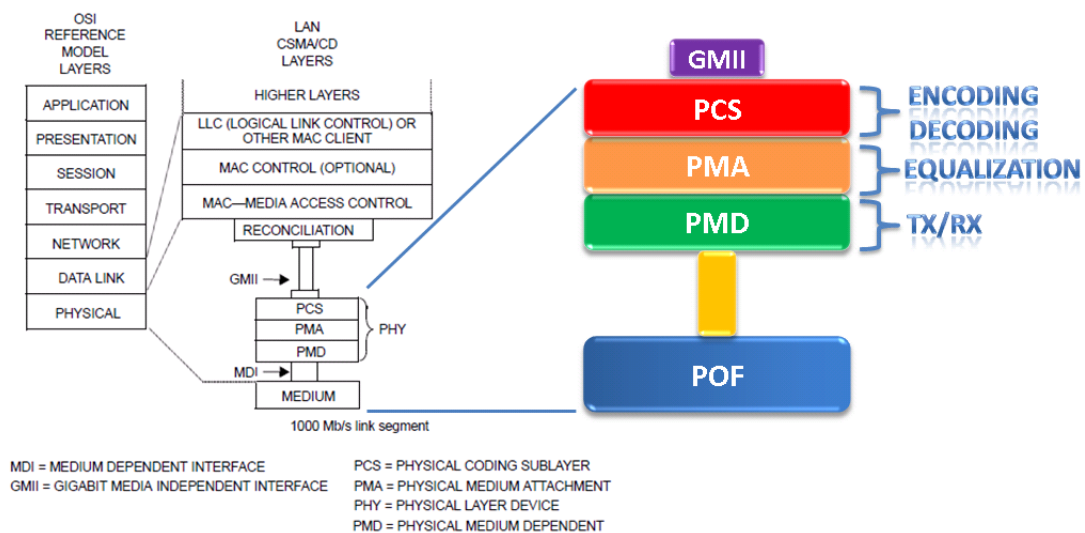 OSI
REFERENCE
MODEL
LAYERS
APPLICATION
PRESENTATION
SESSION
TRANSPORT
NETWORK
DATA LINK
PHYSICAL
LAN
CSMA/CD
LAYERS
HIGHER LAYERS
LLC (LOGICAL LINK CONTROL) OR
OTHER MAC CLIENT
MAC CONTROL (OPTIONAL)
MAC—MEDIA ACCESS CONTROL
RECONCILIATION
GMII
PCS
PMA
PHY
PMD
MDI
MEDIUM
1000 Mb/s link segment
GMII
PCS
ENCODING
DECODING
PMA
EQUALIZATION
PMD
TX/RX
POF
MDI = MEDIUM DEPENDENT INTERFACE
GMII = GIGABIT MEDIA INDEPENDENT INTERFACE
PCS = PHYSICAL CODING SUBLAYER
PMA = PHYSICAL MEDIUM ATTACHMENT
PHY = PHYSICAL LAYER DEVICE
PMD = PHYSICAL MEDIUM DEPENDENT